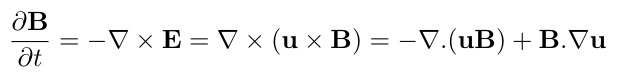 ∂B/∂t = −∇ × E = ∇ × (u × B) = −∇.(uB) + B.∇u